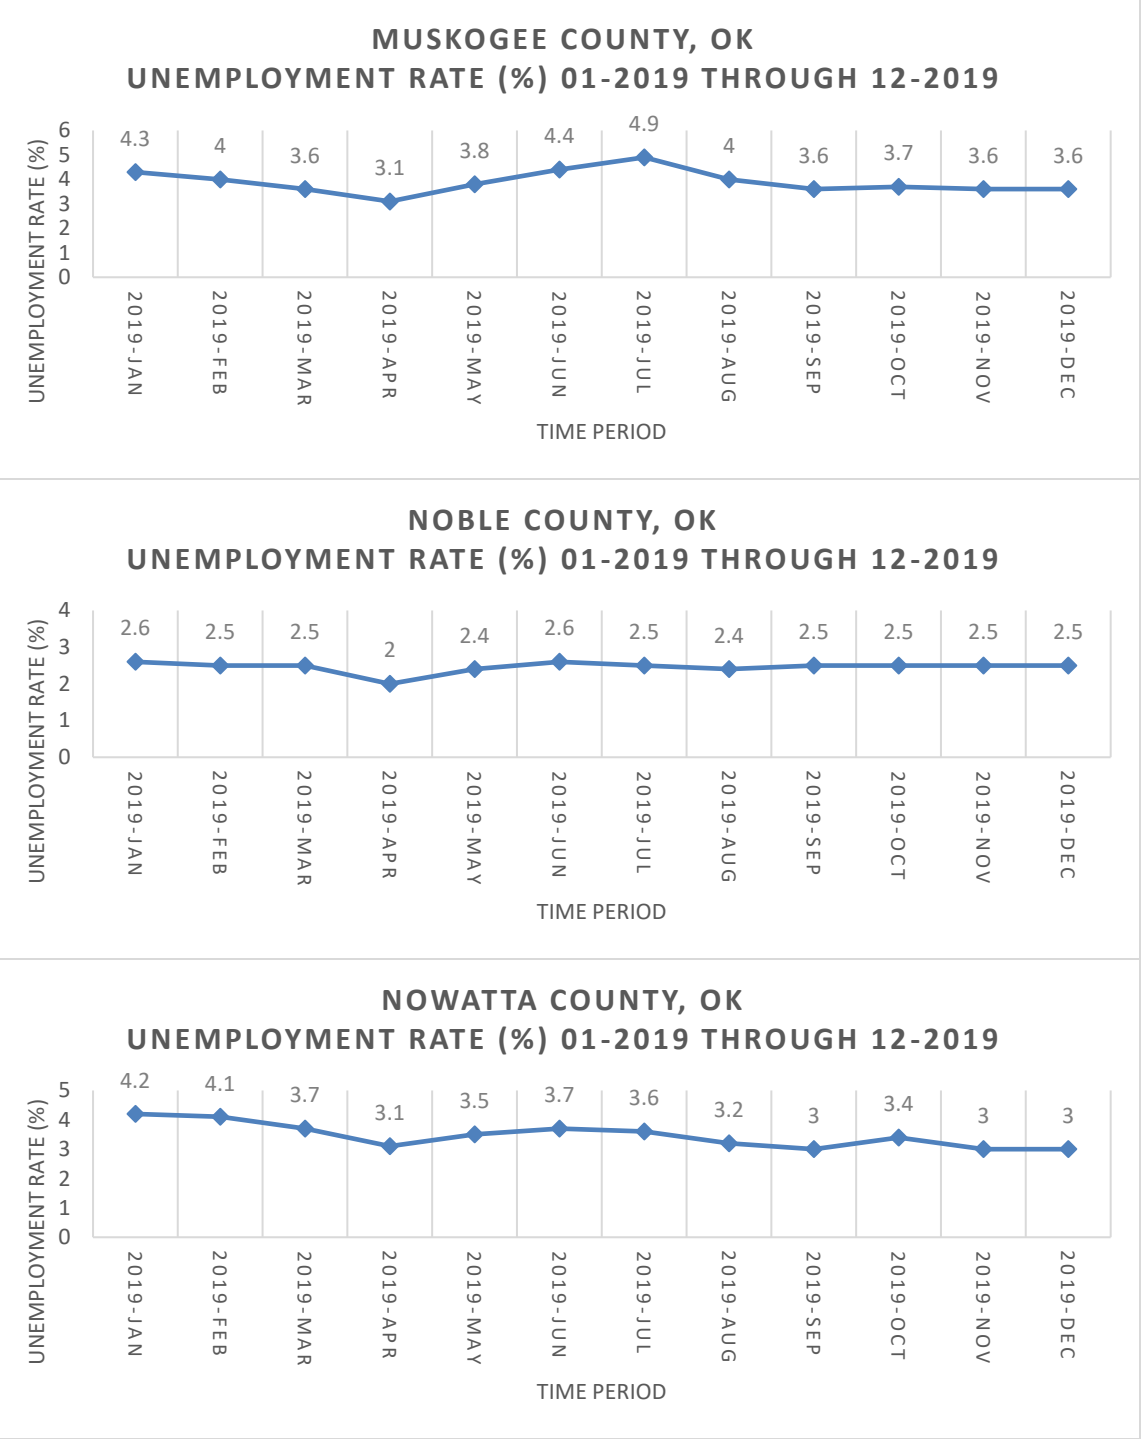 MUSKOGEE COUNTY, OK
UNEMPLOYMENT RATE (%) 01-2019 THROUGH 12-2019
UNEMPLOYMENT RATE (%)
6
5
4
3
2
1
0
4.3
4
3.6
3.1
3.8
4.4
4.9
4
3.6
3.7
3.6
3.6
2019-JAN
2019-FEB
2019-MAR
2019-APR
2019-MAY
2019-JUN
2019-JUL
2019-AUG
2019-SEP
2019-OCT
2019-NOV
2019-DEC
TIME PERIOD
NOBLE COUNTY, OK
UNEMPLOYMENT RATE (%) 01-2019 THROUGH 12-2019
UNEMPLOYMENT RATE (%)
4
3
2
1
0
2.6
2.5
2.5
2
2.4
2.6
2.5
2.4
2.5
2.5
2.5
2.5
2019-JAN
2019-FEB
2019-MAR
2019-APR
2019-MAY
2019-JUN
2019-JUL
2019-AUG
2019-SEP
2019-OCT
2019-NOV
2019-DEC
TIME PERIOD
NOWATTA COUNTY, OK
UNEMPLOYMENT RATE (%) 01-2019 THROUGH 12-2019
UNEMPLOYMENT RATE (%)
5
4
3
2
1
0
4.2
4.1
3.7
3.1
3.5
3.7
3.6
3.2
3
3.4
3
3
2019-JAN
2019-FEB
2019-MAR
2019-APR
2019-MAY
2019-JUN
2019-JUL
2019-AUG
2019-SEP
2019-OCT
2019-NOV
2019-DEC
TIME PERIOD